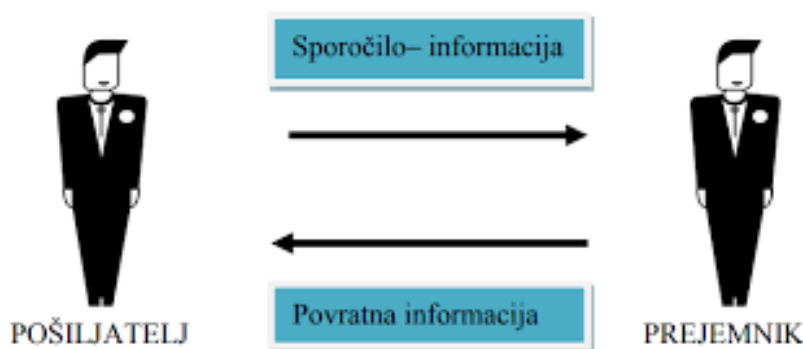 Sporočilo– informacija
Povratna informacija
POŠILJATELJ
PREJEMNIK